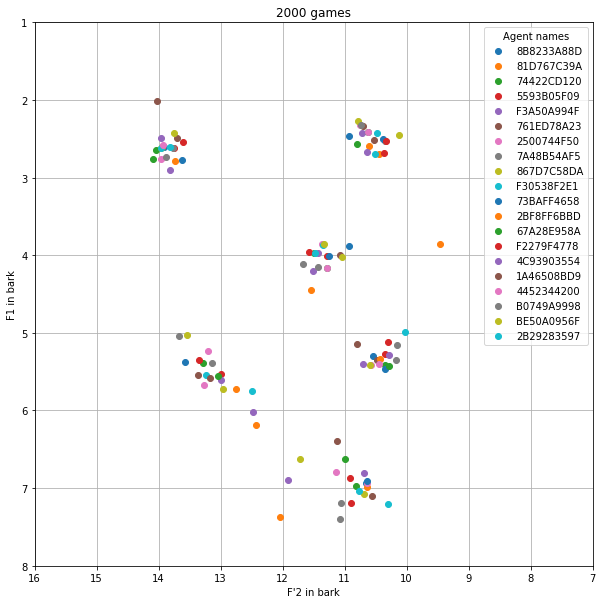 2000 games
Agent names
8B8233A88D
81D767C39A
74422CD120
5593B05F09
F3A50A994F
761ED78A23
2500744F50
7A48B54AF5
867D7C58DA
F30538F2E1
73BAFF4658
2BF8FF6BBD
67A28E958A
F2279F4778
4C93903554
1A46508BD9
4452344200
B0749A9998
BE50A0956F
2B29283597
1
2
3
4
5
6
7
8
F1 in bark
16 15 14 13 12 11 10 9 8 7
F'2 in bark